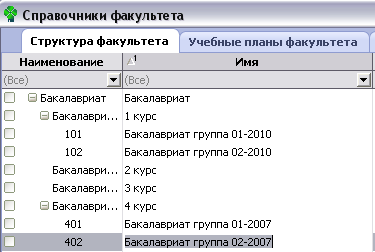 Справочники факультета
Структура факультета Учебные планы факультета
Наименование 1 Имя
(Все) (Все)
Бакалавриат Бакалавриат
Бакалаври... 1 курс
101 Бакалавриат группа 01-2010
102 Бакалавриат группа 02-2010
Бакалаври... 2 курс
Бакалаври... 3 курс
Бакалаври... 4 курс
401 Бакалавриат группа 01-2007
402 Бакалавриат группа 02-2007